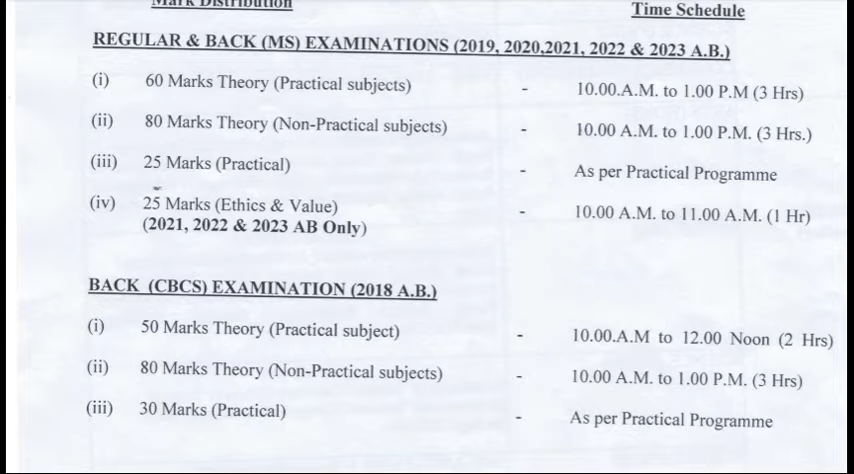 Mark Distribution
Time Schedule
REGULAR & BACK (MS) EXAMINATIONS (2019, 2020,2021, 2022 & 2023 A.B.)
(i) 60 Marks Theory (Practical subjects) - 10.00.A.M. to 1.00 P.M (3 Hrs)
(ii) 80 Marks Theory (Non-Practical subjects) - 10.00 A.M. to 1.00 P.M. (3 Hrs.)
(iii) 25 Marks (Practical) - As per Practical Programme
(iv) 25 Marks (Ethics & Value) - 10.00 A.M. to 11.00 A.M. (1 Hr)
(2021, 2022 & 2023 AB Only)
BACK (CBCS) EXAMINATION (2018 A.B.)
(i) 50 Marks Theory (Practical subject) - 10.00.A.M to 12.00 Noon (2 Hrs)
(ii) 80 Marks Theory (Non-Practical subjects) - 10.00 A.M. to 1.00 P.M. (3 Hrs)
(iii) 30 Marks (Practical) - As per Practical Programme